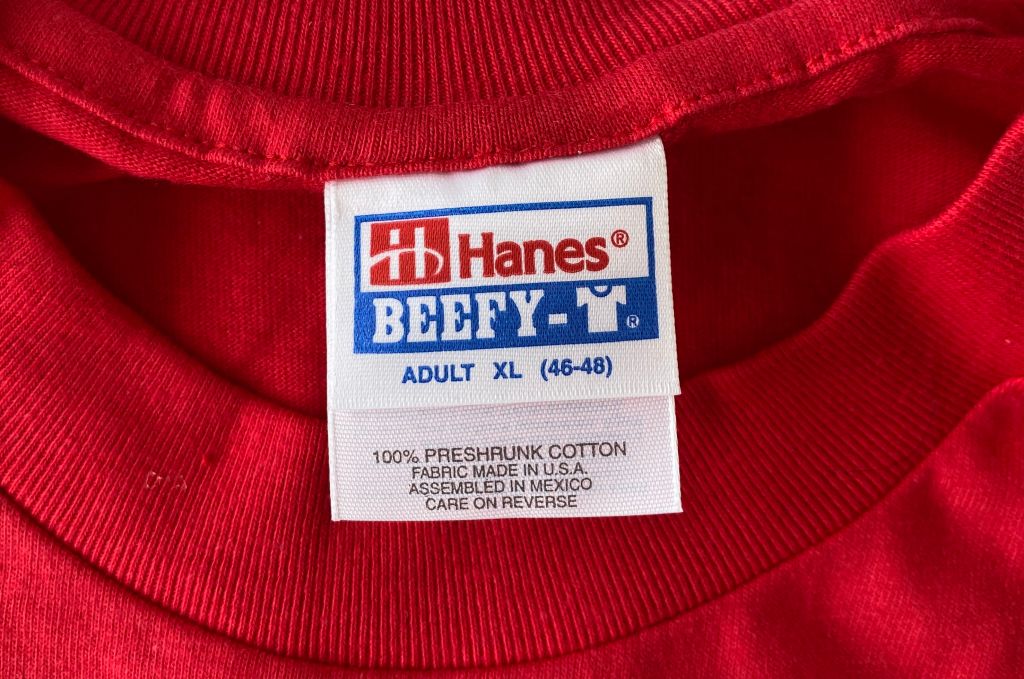 Hanes®
BEEFY-T®
ADULT XL (46-48)
100% PRESHRUNK COTTON
FABRIC MADE IN U.S.A.
ASSEMBLED IN MEXICO
CARE ON REVERSE